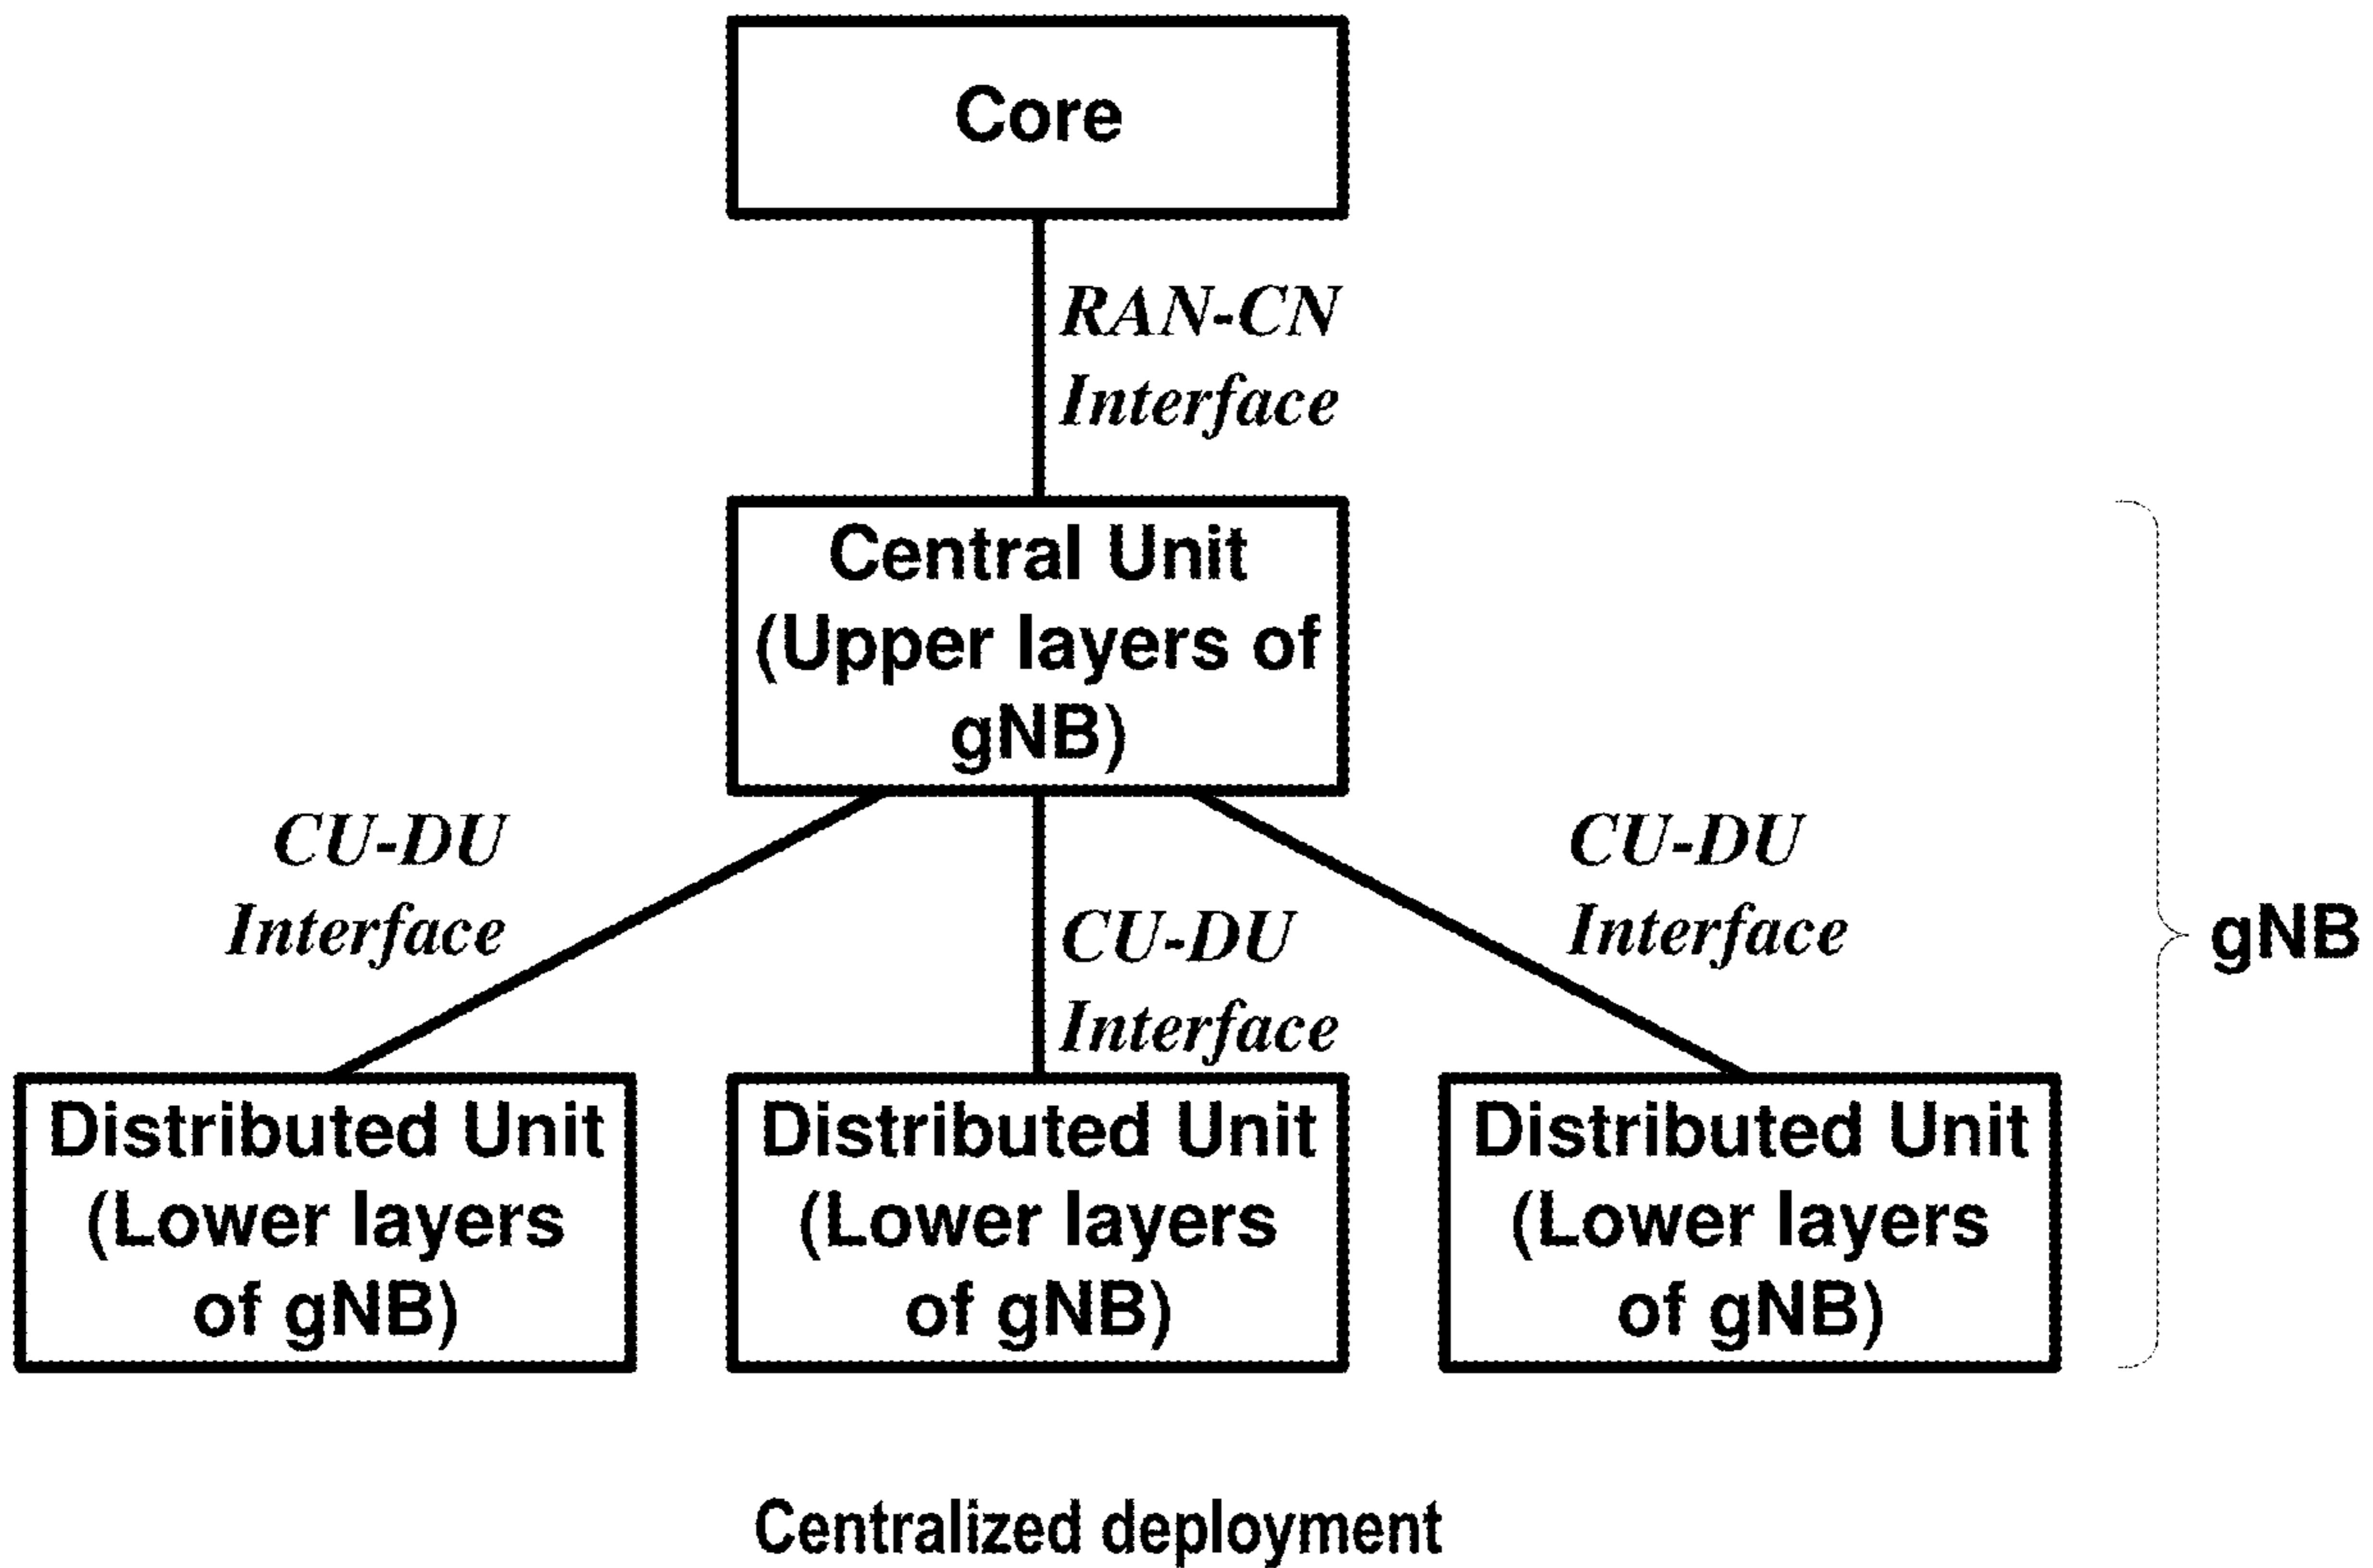 Core
RAN-CN
Interface
Central Unit
(Upper layers of
gNB)
CU-DU
Interface
CU-DU
Interface
CU-DU
Interface
gNB
Distributed Unit
(Lower layers
of gNB)
Distributed Unit
(Lower layers
of gNB)
Distributed Unit
(Lower layers
of gNB)
Centralized deployment